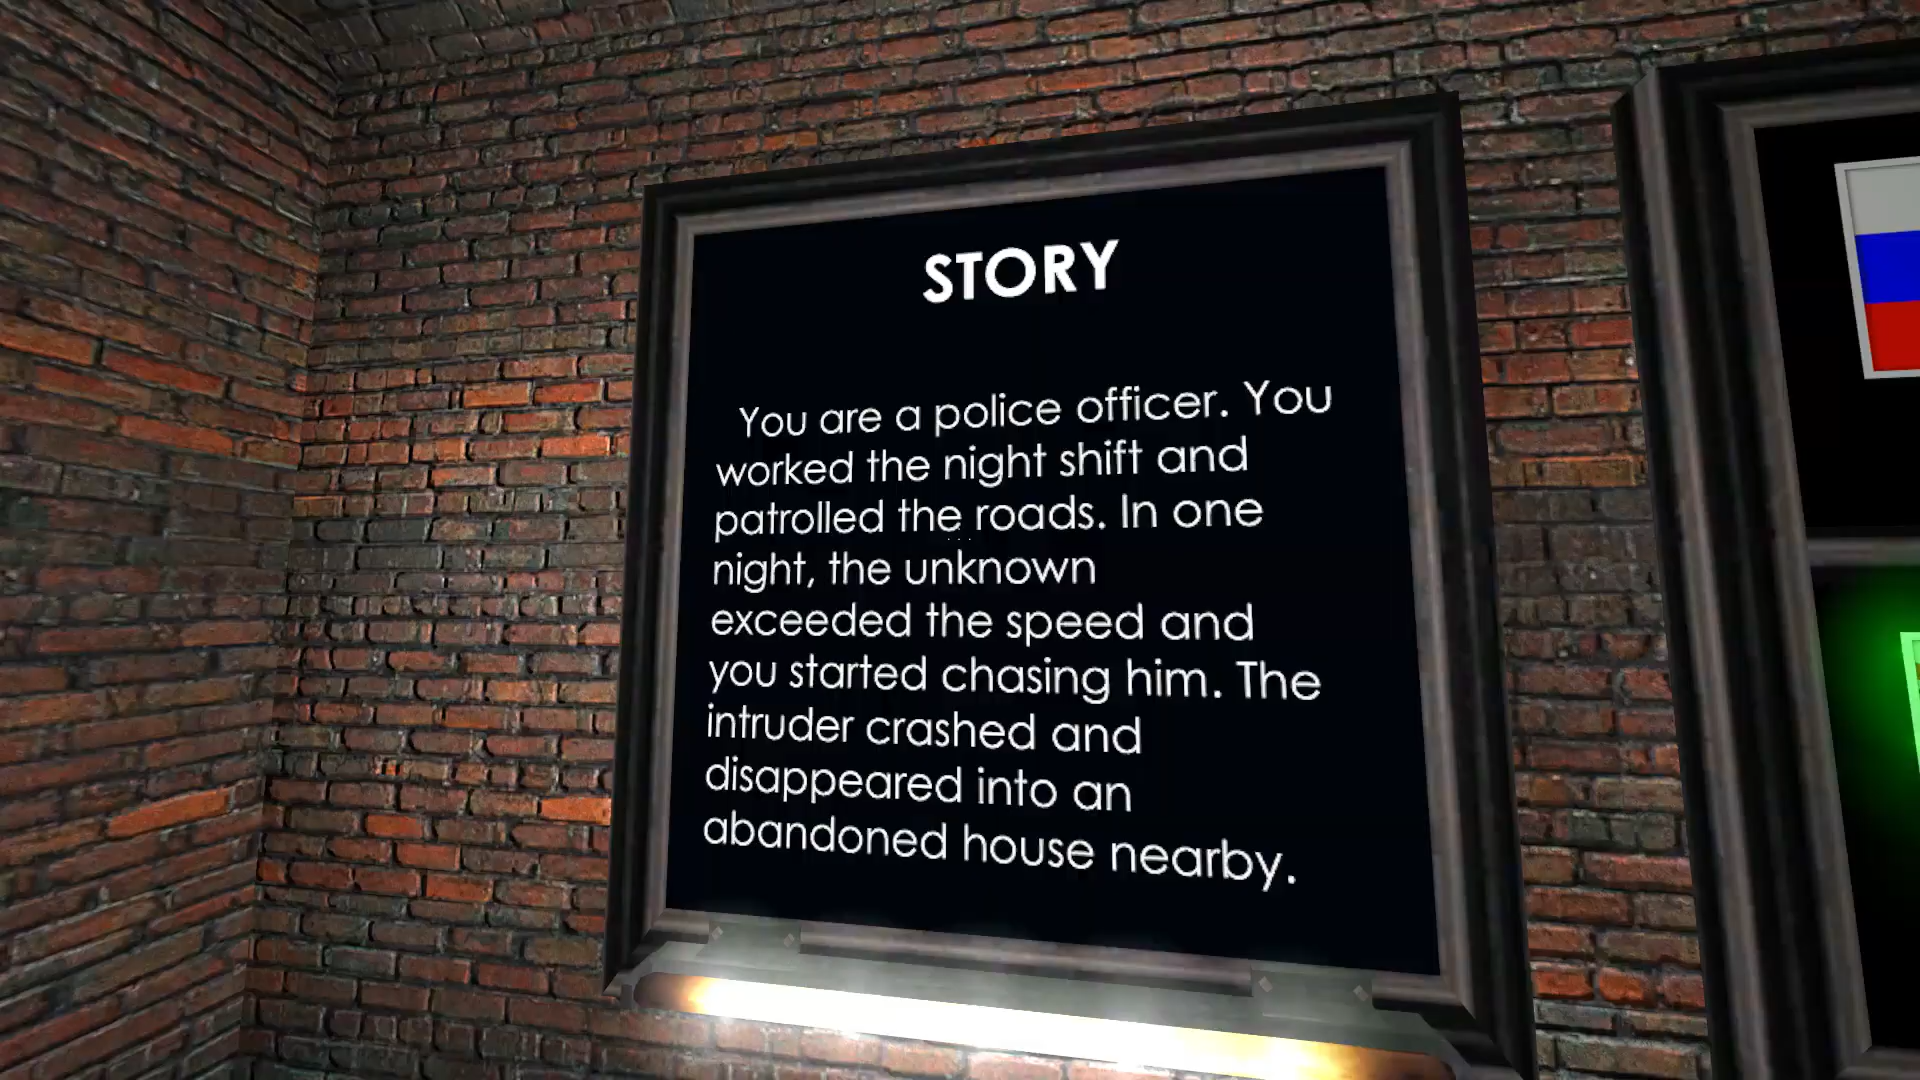 STORY
You are a police officer. You
worked the night shift and
patrolled the roads. In one
night, the unknown
exceeded the speed and
you started chasing him. The
intruder crashed and
disappeared into an
abandoned house nearby.